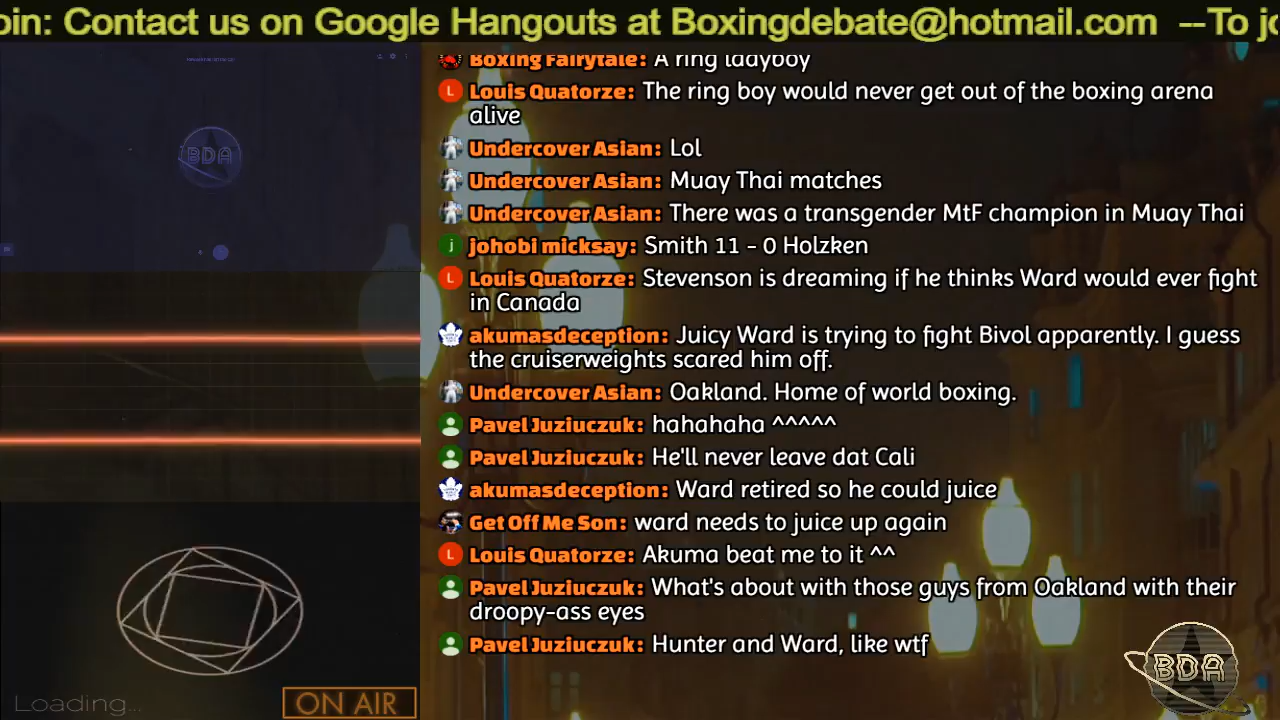 oin: Contact us on Google Hangouts at Boxingdebate@hotmail.com --To jo
Boxing Fairytale: A ring ladyboy
L Louis Quatorze: The ring boy would never get out of the boxing arena
alive
Undercover Asian: Lol
Undercover Asian: Muay Thai matches
Undercover Asian: There was a transgender MtF champion in Muay Thai
j johobi micksay: Smith 11 - 0 Holzken
L Louis Quatorze: Stevenson is dreaming if he thinks Ward would ever fight
in Canada
akumasdeception: Juicy Ward is trying to fight Bivol apparently. I guess
the cruiserweights scared him off.
Undercover Asian: Oakland. Home of world boxing.
Pavel Juziuczuk: hahahaha ^^^^^
Pavel Juziuczuk: He'll never leave dat Cali
akumasdeception: Ward retired so he could juice
Get Off Me Son: ward needs to juice up again
L Louis Quatorze: Akuma beat me to it ^^
Pavel Juziuczuk: What's about with those guys from Oakland with their
droopy-ass eyes
Pavel Juziuczuk: Hunter and Ward, like wtf
BDA
Loading...
ON AIR
BDA